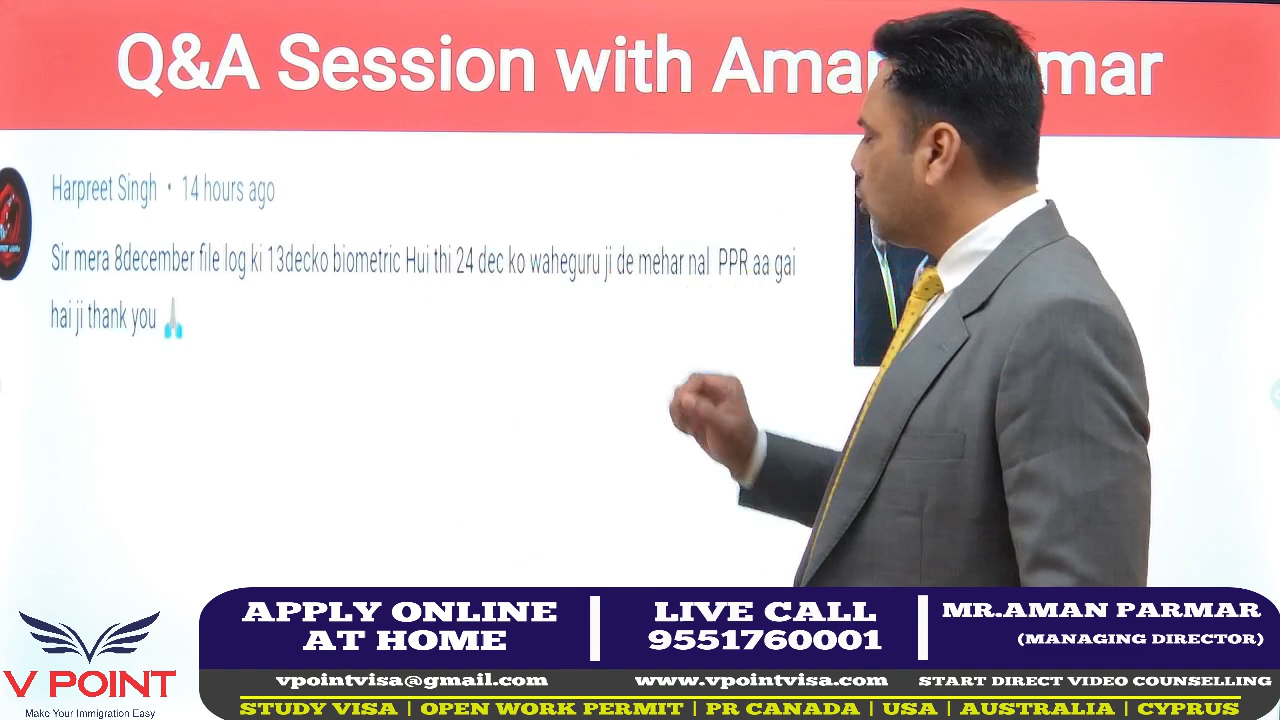 Q&A Session with Aman
mar
Harpreet Singh • 14 hours ago
Sir mera 8december file log ki 13decko biometric Hui thi 24 dec ko waheguru ji de mehar nal PPR aa gai
hai ji thank you 🙏
APPLY ONLINE
AT HOME
LIVE CALL
9551760001
MR.AMAN PARMAR
(MANAGING DIRECTOR)
V POINT
Make Your Immigration Easy
vpointvisa@gmail.com
www.vpointvisa.com
START DIRECT VIDEO COUNSELLING
STUDY VISA | OPEN WORK PERMIT | PR CANADA | USA | AUSTRALIA | CYPRUS